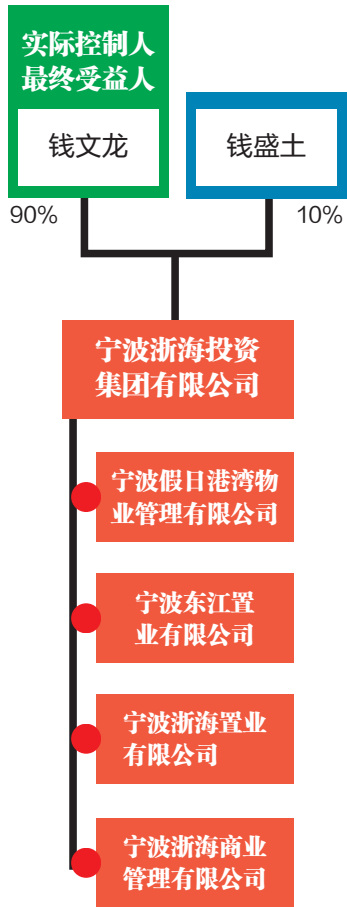 实际控制人
最终受益人
钱文龙
钱盛土
90%
10%
宁波浙海投资
集团有限公司
宁波假日港湾物
业管理有限公司
宁波东江置
业有限公司
宁波浙海置业
有限公司
宁波浙海商业
管理有限公司